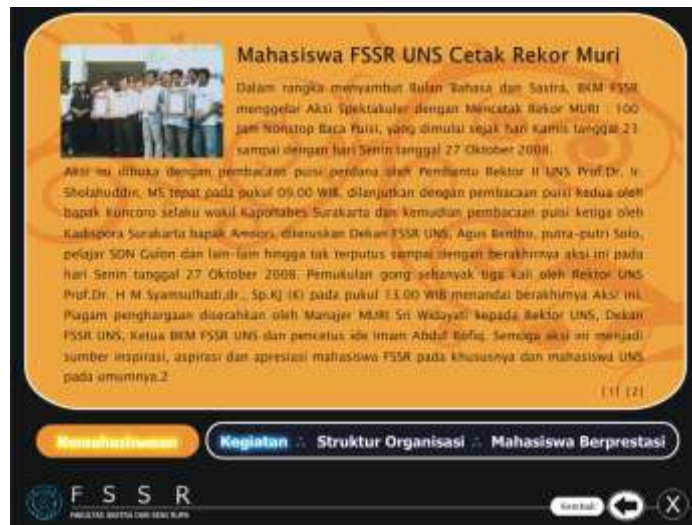 Mahasiswa FSSR UNS Cetak Rekor Muri
Dalam rangka menyambut Bulan Bahasa dan Sastra, BKM FSSR
menggelar Aksi Spektakuler dengan Mencetak Rekor MURI : 100
Jam Nonstop Baca Puisi, yang dimulai sejak hari Kamis tanggal 23
sampai dengan hari Senin tanggal 27 Oktober 2008.
Aksi ini dibuka dengan pembacaan puisi perdana oleh Pembantu Rektor II UNS Prof.Dr. Ir.
Sholahuddin, MS tepat pada pukul 09.00 WIB, dilanjutkan dengan pembacaan puisi kedua oleh
bapak kuncoro selaku wakil Kapoltabes Surakarta dan kemudian pembacaan puisi ketiga oleh
Kadispora Surakarta bapak Amsori, diteruskan Dekan FSSR UNS, Agus Bentho, putra-putri Solo,
pelajar SDN Gulon dan lain-lain hingga tak terputus sampai dengan berakhirnya aksi ini pada
hari Senin tanggal 27 Oktober 2008. Pemukulan gong sebanyak tiga kali oleh Rektor UNS
Prof.Dr. H M Syamsulhadi,dr., Sp.KJ (K) pada pukul 13.00 WIB menandai berakhirnya Aksi ini.
Piagam penghargaan diserahkan oleh Manajer MURI Sri Widayati kepada Rektor UNS, Dekan
FSSR UNS, Ketua BKM FSSR UNS dan pencetus ide Imam Abdul Rofiq. Semoga aksi ini menjadi
sumber inspirasi, aspirasi dan apresiasi mahasiswa FSSR pada khususnya dan mahasiswa UNS
pada umumnya.2
[1] [2]
Kemahasiswaan Kegiatan ∴ Struktur Organisasi ∴ Mahasiswa Berprestasi
F S S R
FAKULTAS SASTRA DAN SENI RUPA
Kembali X